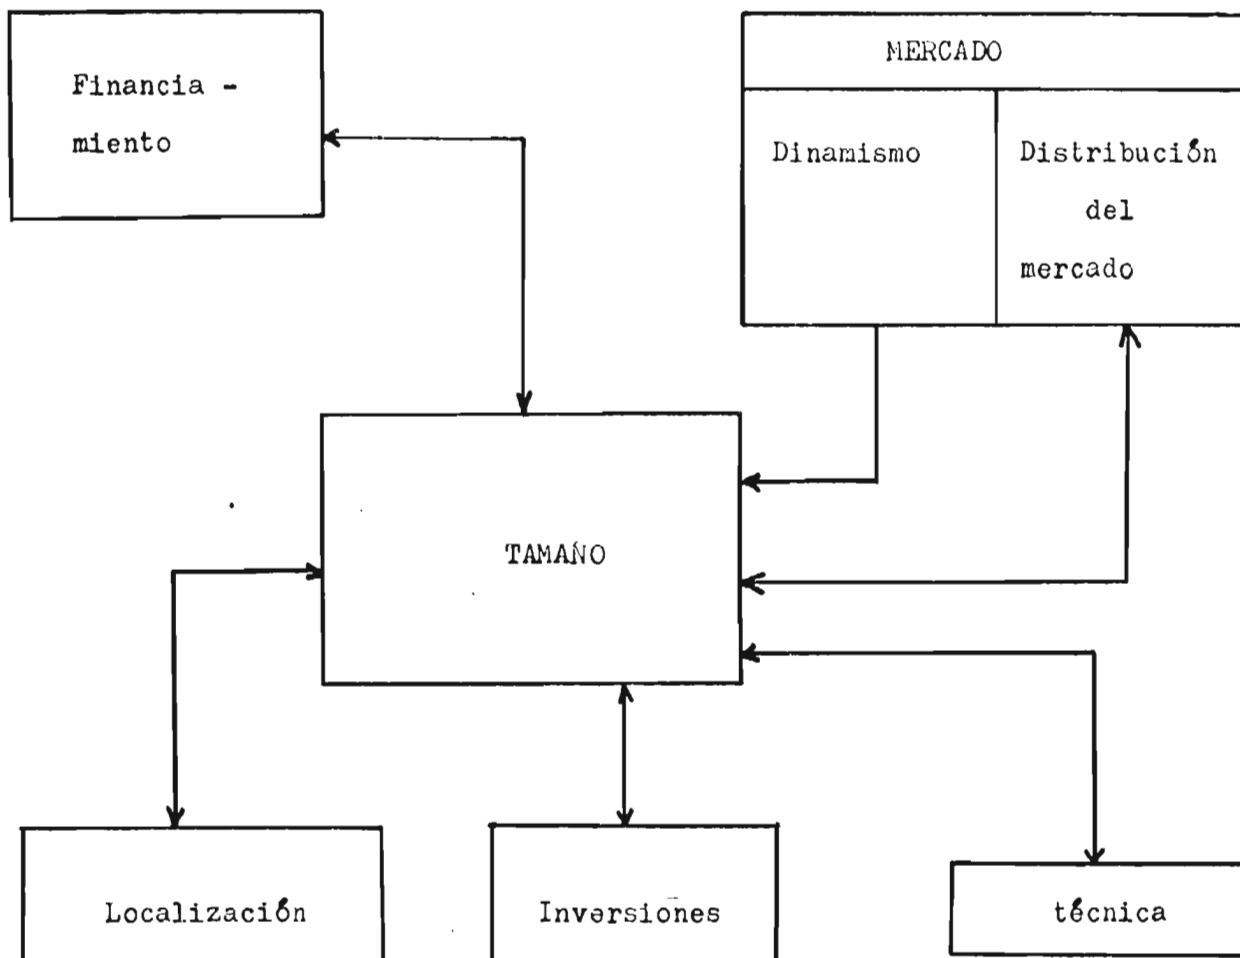 Financia -
miento
MERCADO
Dinamismo
Distribución
del
mercado
TAMAÑO
Localización
Inversiones
técnica